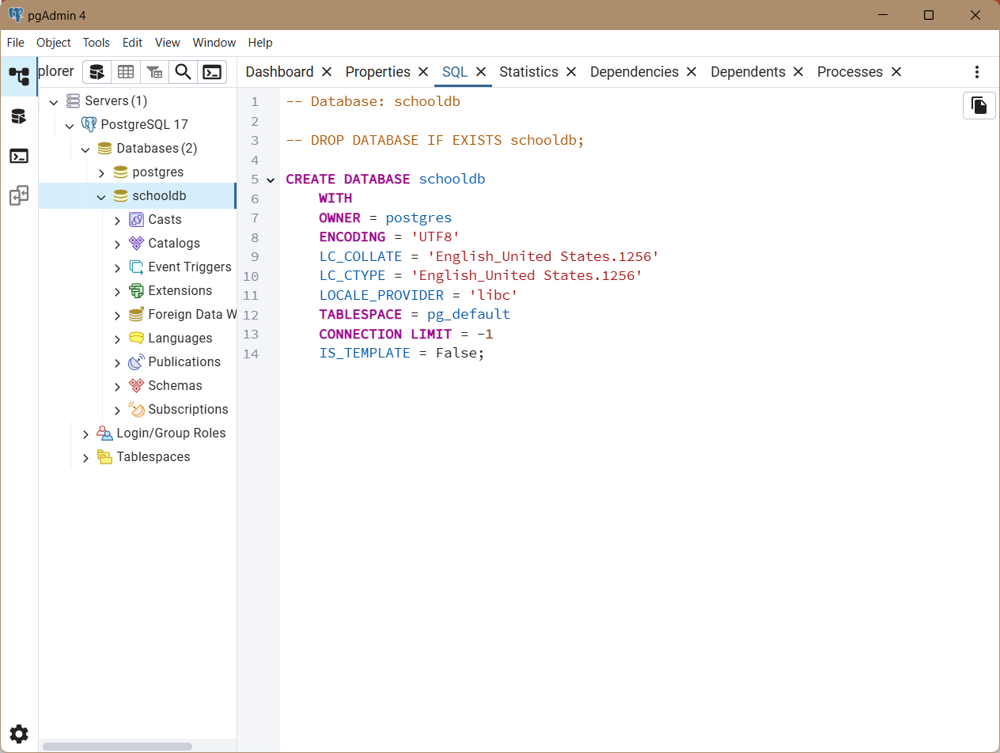 pgAdmin 4
File Object Tools Edit View Window Help
plorer
Dashboard Properties SQL Statistics Dependencies Dependents Processes
Servers (1)
PostgreSQL 17
Databases (2)
postgres
schooldb
Casts
Catalogs
Event Triggers
Extensions
Foreign Data W
Languages
Publications
Schemas
Subscriptions
Login/Group Roles
Tablespaces
1 -- Database: schooldb
2
3 -- DROP DATABASE IF EXISTS schooldb;
4
5 CREATE DATABASE schooldb
6 WITH
7 OWNER = postgres
8 ENCODING = 'UTF8'
9 LC_COLLATE = 'English_United States.1256'
10 LC_CTYPE = 'English_United States.1256'
11 LOCALE_PROVIDER = 'libc'
12 TABLESPACE = pg_default
13 CONNECTION LIMIT = -1
14 IS_TEMPLATE = False;